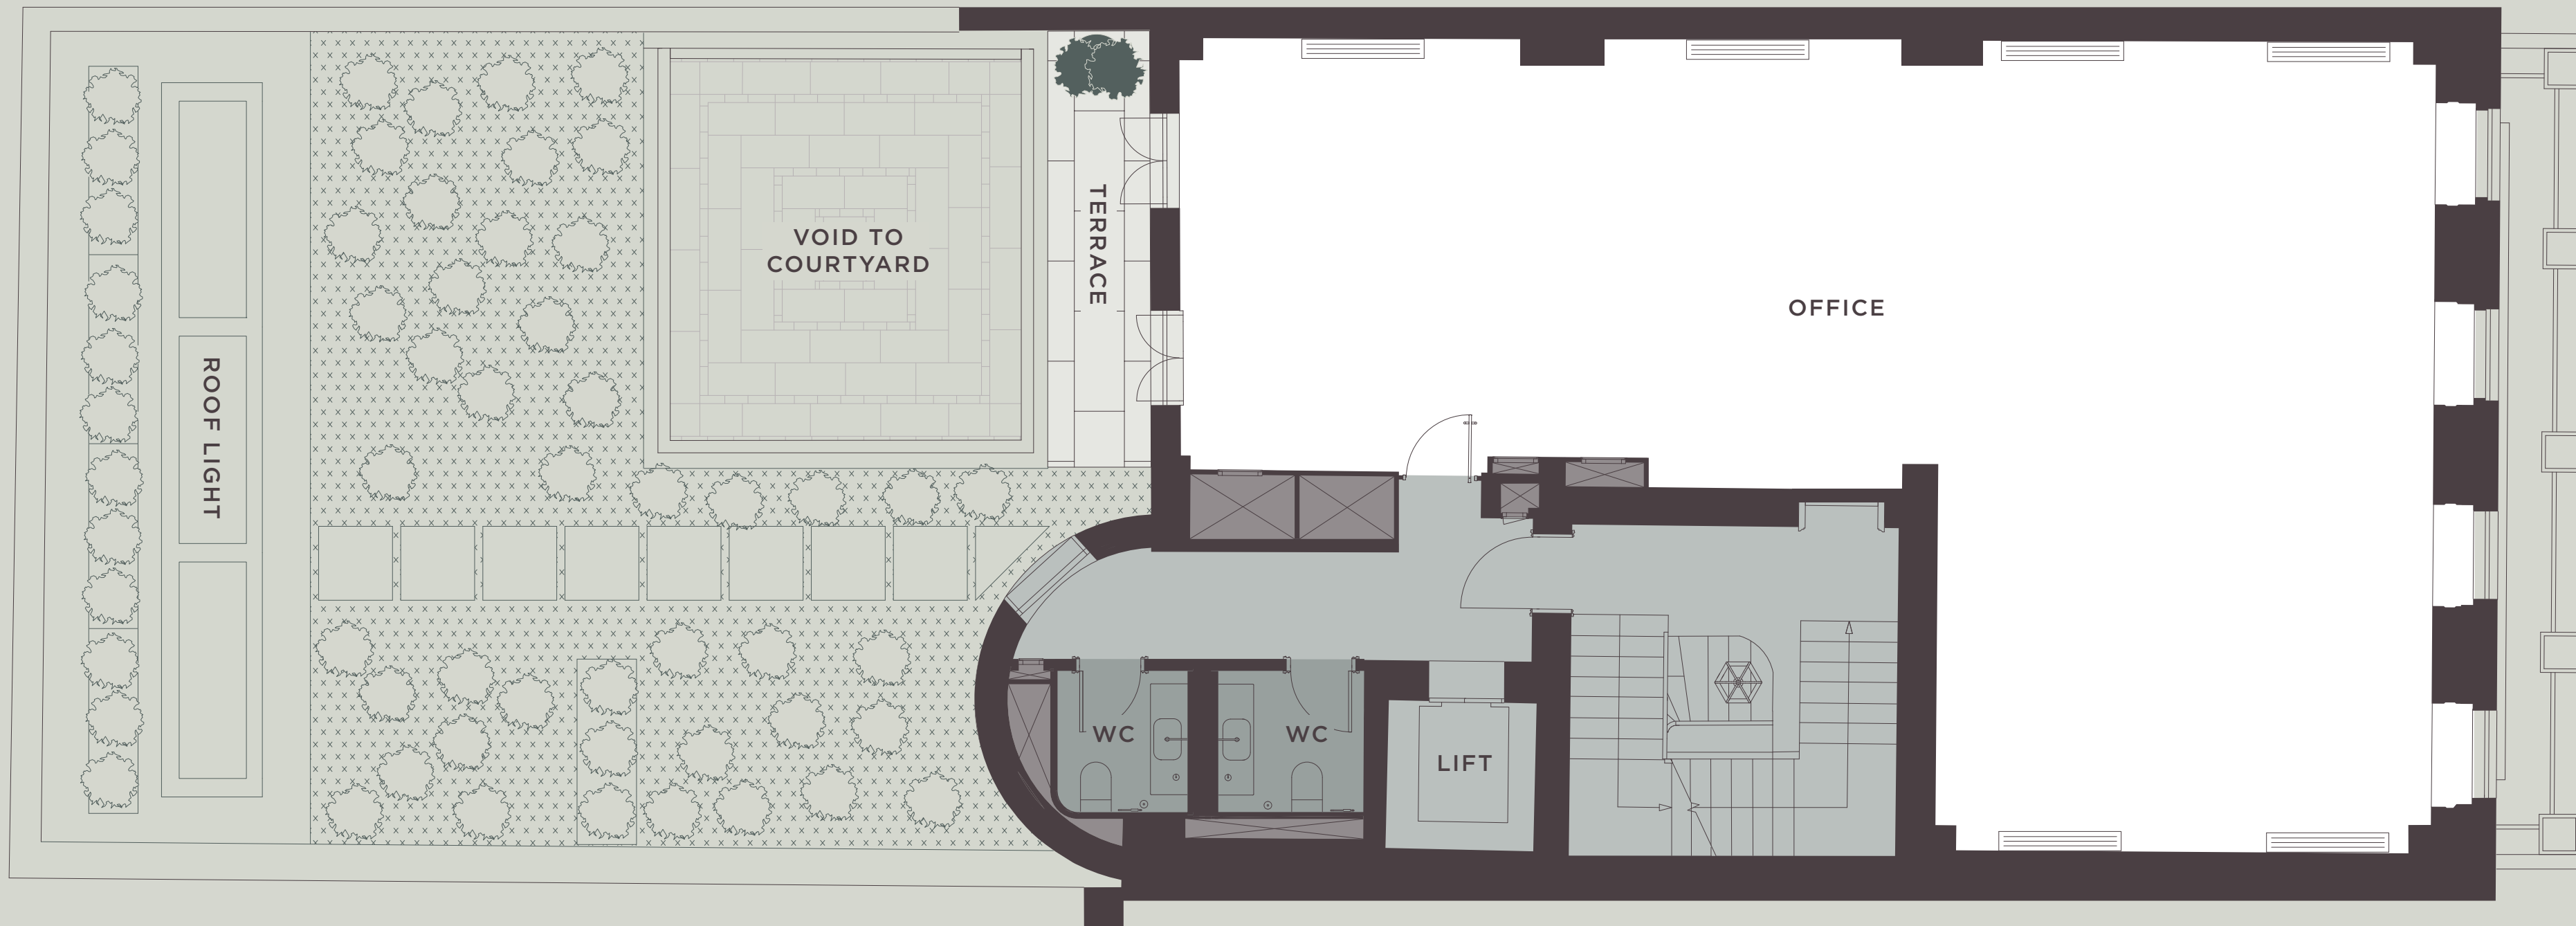 ROOF LIGHT
VOID TO
COURTYARD
TERRACE
OFFICE
WC
WC
LIFT